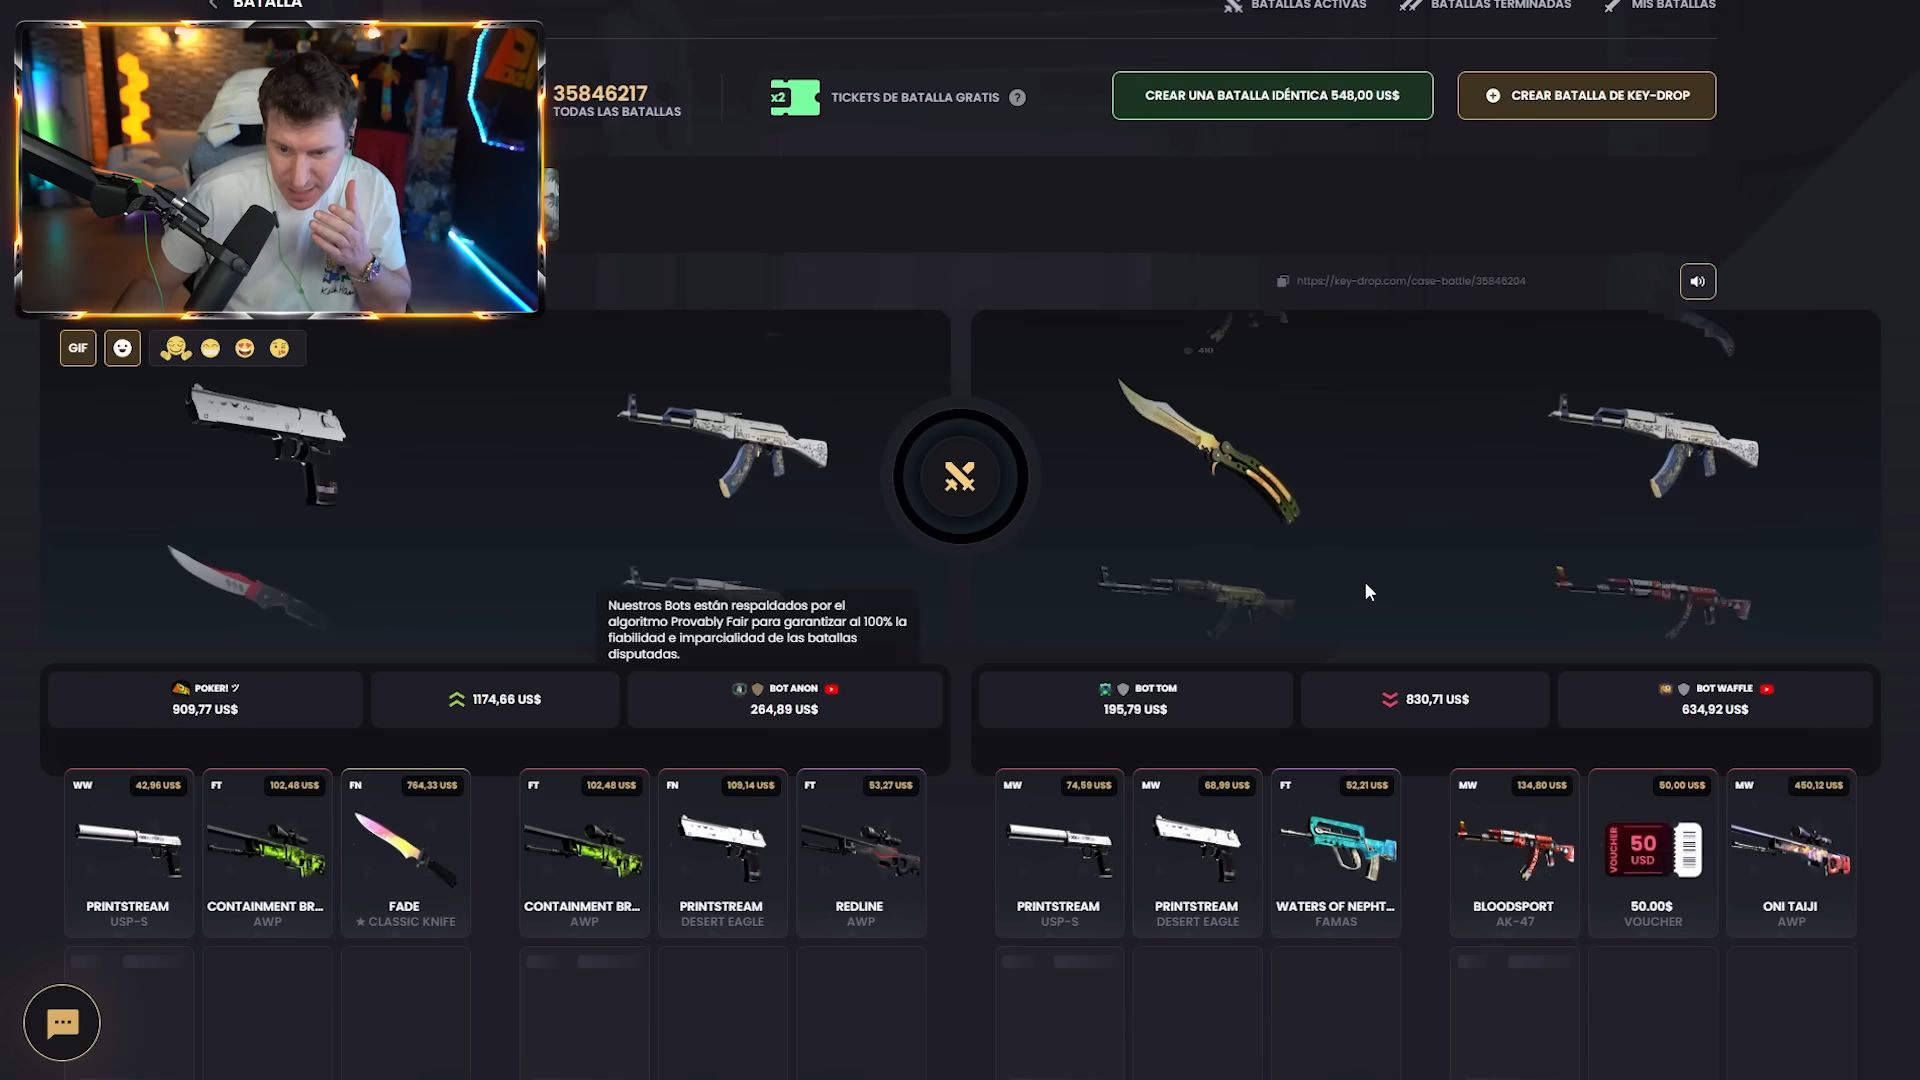 BATALLA
BATALLAS ACTIVAS
BATALLAS TERMINADAS
MIS BATALLAS
35846217
TODAS LAS BATALLAS
x2
TICKETS DE BATALLA GRATIS ?
CREAR UNA BATALLA IDÉNTICA 548,00 US$
CREAR BATALLA DE KEY-DROP
https://key-drop.com/case-battle/35846204
GIF
410
Nuestros Bots están respaldados por el
algoritmo Provably Fair para garantizar al 100% la
fiabilidad e imparcialidad de las batallas
disputadas.
POKER! ツ
909,77 US$
1174,66 US$
BOT ANON
264,89 US$
BOT TOM
195,79 US$
830,71 US$
BOT WAFFLE
634,92 US$
WW 42,96 US$
PRINTSTREAM
USP-S
FT 102,48 US$
CONTAINMENT BR...
AWP
FN 764,33 US$
FADE
★ CLASSIC KNIFE
FT 102,48 US$
CONTAINMENT BR...
AWP
FN 109,14 US$
PRINTSTREAM
DESERT EAGLE
FT 53,27 US$
REDLINE
AWP
MW 74,59 US$
PRINTSTREAM
USP-S
MW 68,99 US$
PRINTSTREAM
DESERT EAGLE
FT 52,21 US$
WATERS OF NEPHT...
FAMAS
MW 134,80 US$
BLOODSPORT
AK-47
50,00 US$
VOUCHER
50
USD
50.00$
VOUCHER
MW 450,12 US$
ONI TAIJI
AWP